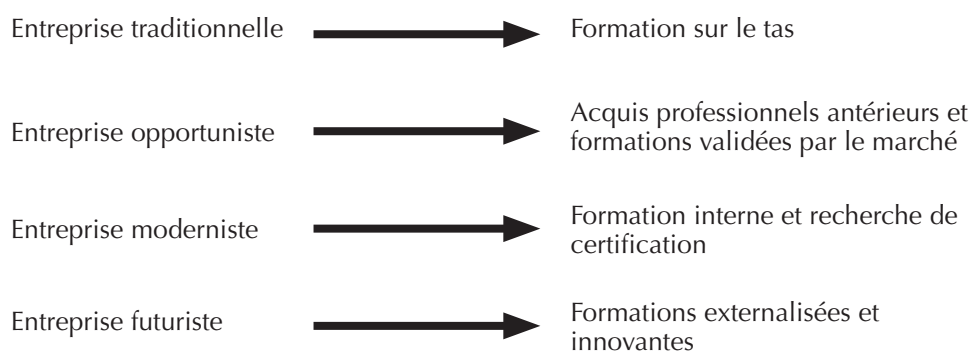 Entreprise traditionnelle
Formation sur le tas
Entreprise opportuniste
Acquis professionnels antérieurs et
formations validées par le marché
Entreprise moderniste
Formation interne et recherche de
certification
Entreprise futuriste
Formations externalisées et
innovantes